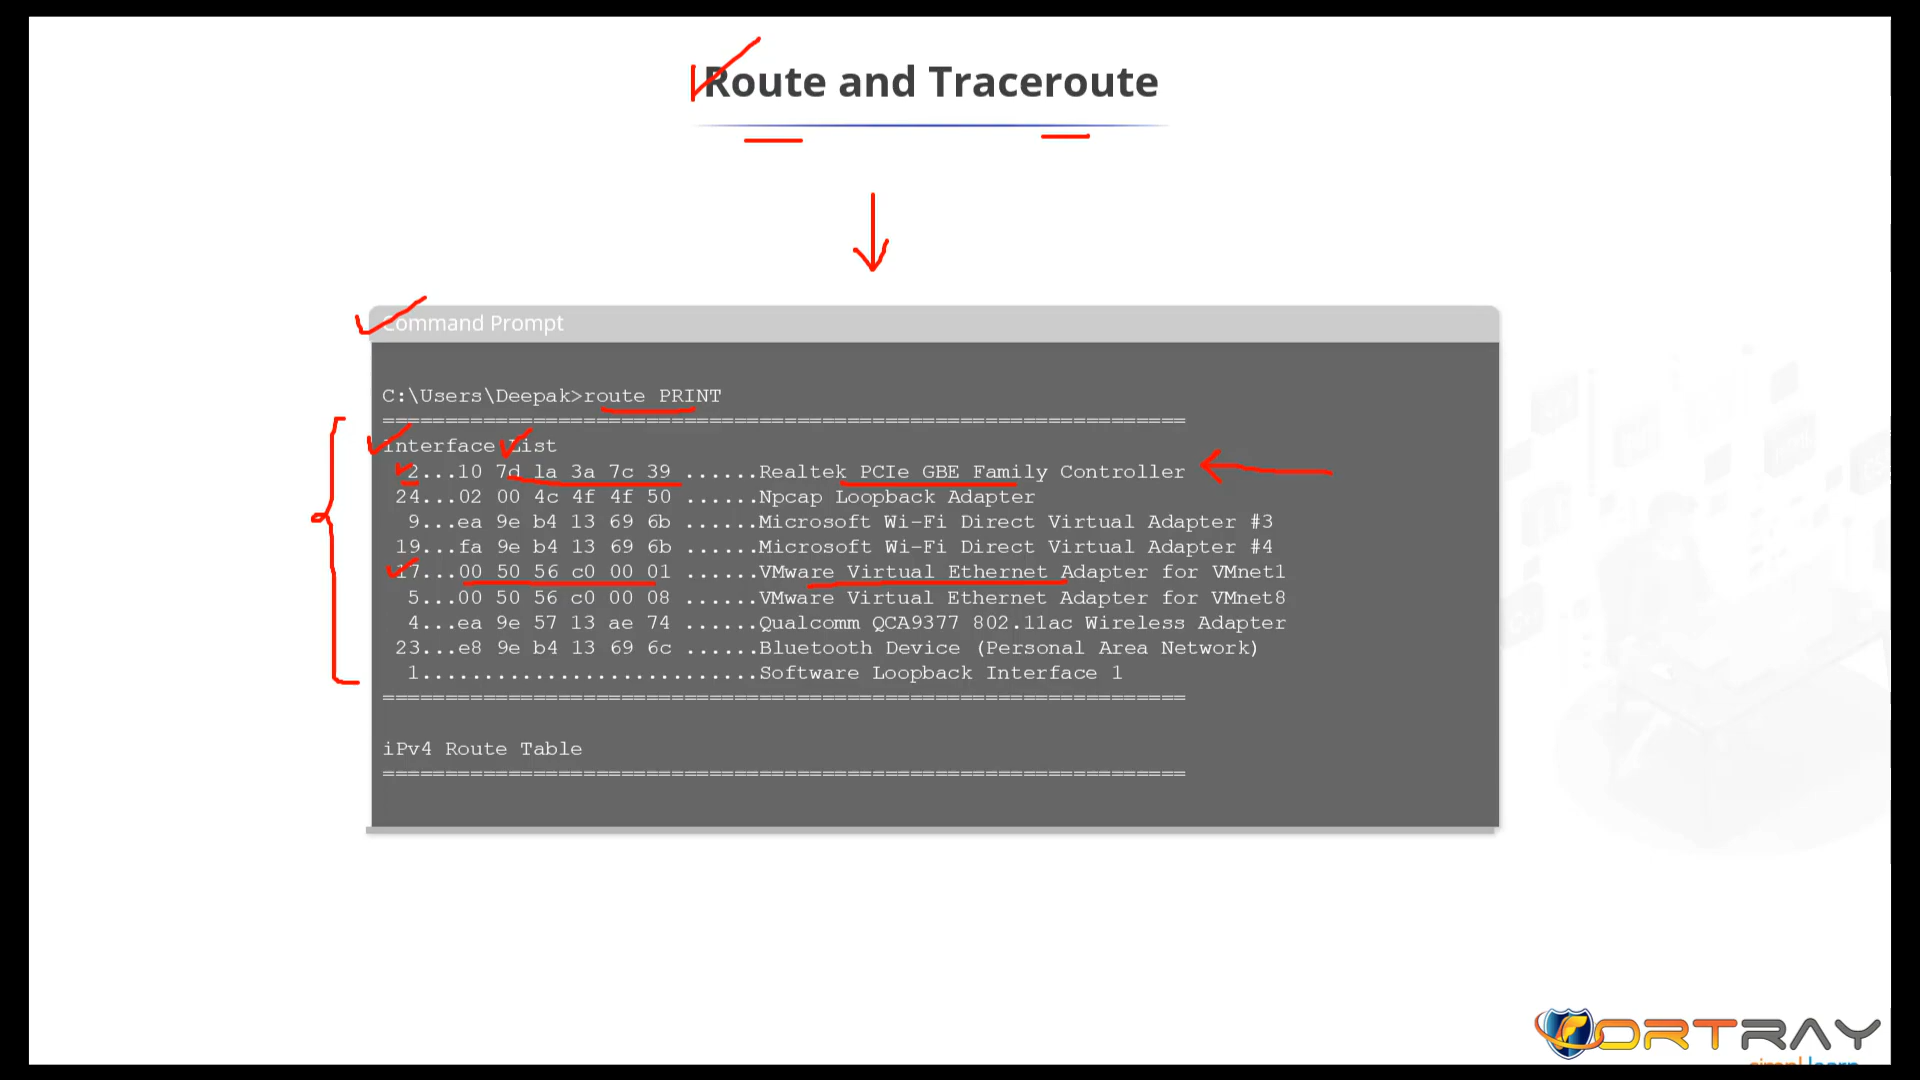 Route and Traceroute
Command Prompt
C:\Users\Deepak>route PRINT
===========================================================================
Interface List
2...10 7d la 3a 7c 39 ......Realtek PCIe GBE Family Controller
24...02 00 4c 4f 4f 50 ......Npcap Loopback Adapter
9...ea 9e b4 13 69 6b ......Microsoft Wi-Fi Direct Virtual Adapter #3
19...fa 9e b4 13 69 6b ......Microsoft Wi-Fi Direct Virtual Adapter #4
17...00 50 56 c0 00 01 ......VMware Virtual Ethernet Adapter for VMnet1
5...00 50 56 c0 00 08 ......VMware Virtual Ethernet Adapter for VMnet8
4...ea 9e 57 13 ae 74 ......Qualcomm QCA9377 802.11ac Wireless Adapter
23...e8 9e b4 13 69 6c ......Bluetooth Device (Personal Area Network)
1...........................Software Loopback Interface 1
===========================================================================
iPv4 Route Table
===========================================================================
FORTRAY